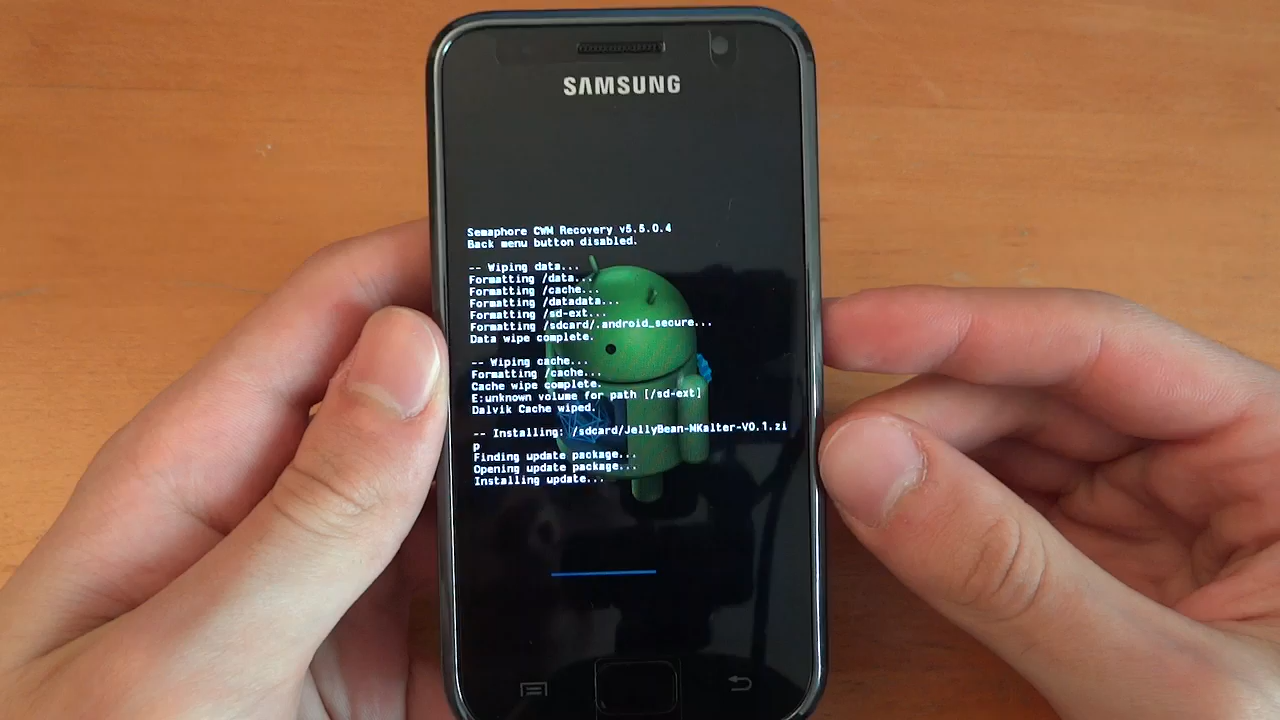 SAMSUNG
Semaphore CWM Recovery v5.5.0.4
Back menu button disabled.
-- Wiping data...
Formatting /data...
Formatting /cache...
Formatting /datadata...
Formatting /sd-ext...
Formatting /sdcard/.android_secure...
Data wipe complete.
-- Wiping cache...
Formatting /cache...
Cache wipe complete.
E:unknown volume for path [/sd-ext]
Dalvik Cache wiped.
-- Installing: /sdcard/JellyBean-NKalter-V0.1.zi
p
Finding update package...
Opening update package...
Installing update...